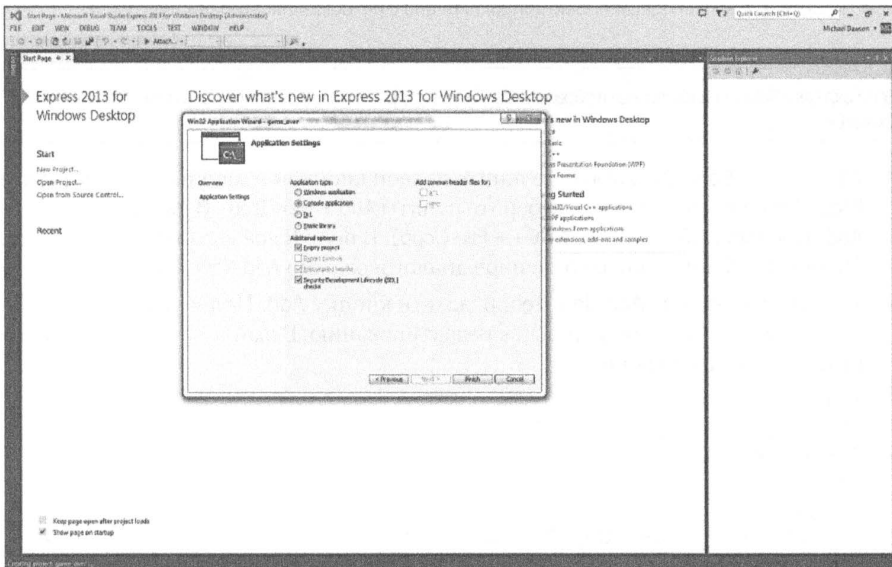 Start Page - Microsoft Visual Studio Express 2013 for Windows Desktop (Administrator)
Quick Launch (Ctrl+Q)
FILE EDIT VIEW DEBUG TEAM TOOLS TEST WINDOW HELP
Michael Dawson
Attach...
Start Page
Solution Explorer
Express 2013 for
Windows Desktop
Discover what's new in Express 2013 for Windows Desktop
Start
New Project...
Open Project...
Open from Source Control...
Recent
Win32 Application Wizard - game_over
Application Settings
Overview
Application Settings
Application type:
Windows application
Console application
DLL
Static library
Additional options:
Empty project
Export symbols
Precompiled header
Security Development Lifecycle (SDL)
checks
Add common header files for:
ATL
MFC
< Previous
Next >
Finish
Cancel
's new in Windows Desktop
C#
Basic
C++
Presentation Foundation (WPF)
Forms
ng Started
Win32/Visual C++ applications
WPF applications
Windows Form applications
extensions, add-ons and samples
Keep page open after project loads
Show page on startup
Creating project 'game_over'...